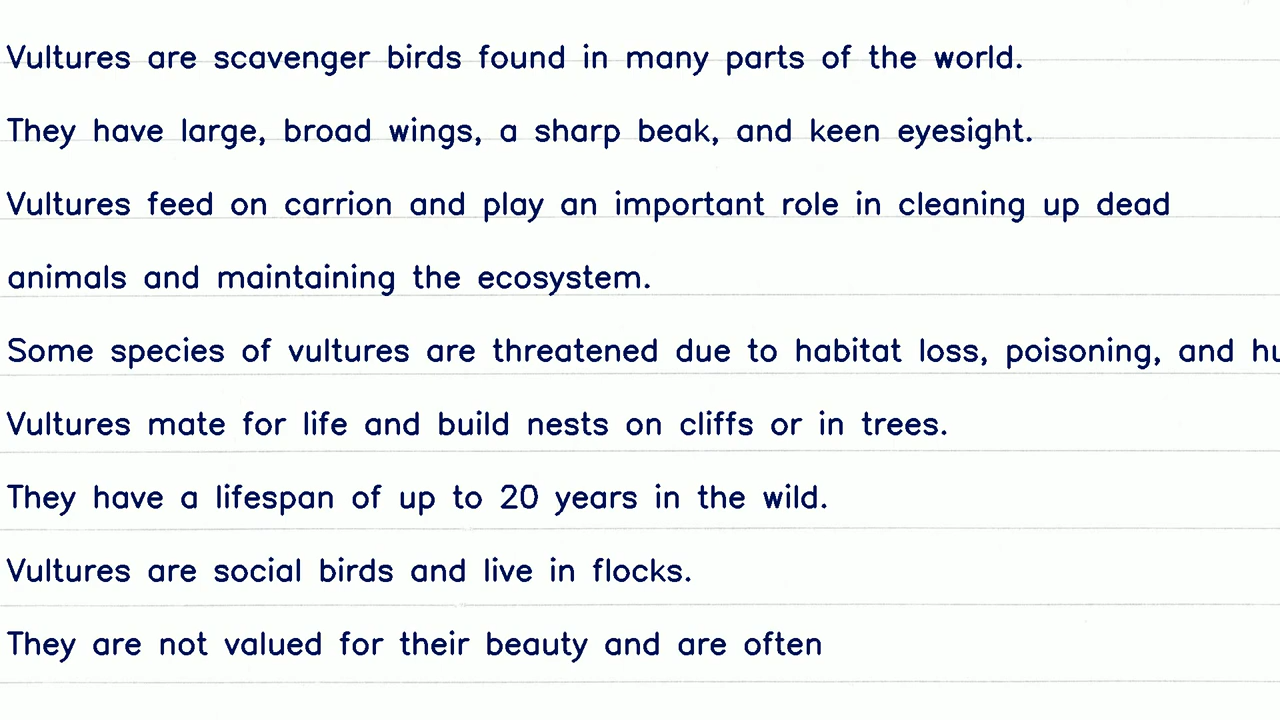 Vultures are scavenger birds found in many parts of the world.
They have large, broad wings, a sharp beak, and keen eyesight.
Vultures feed on carrion and play an important role in cleaning up dead
animals and maintaining the ecosystem.
Some species of vultures are threatened due to habitat loss, poisoning, and
Vultures mate for life and build nests on cliffs or in trees.
They have a lifespan of up to 20 years in the wild.
Vultures are social birds and live in flocks.
They are not valued for their beauty and are often